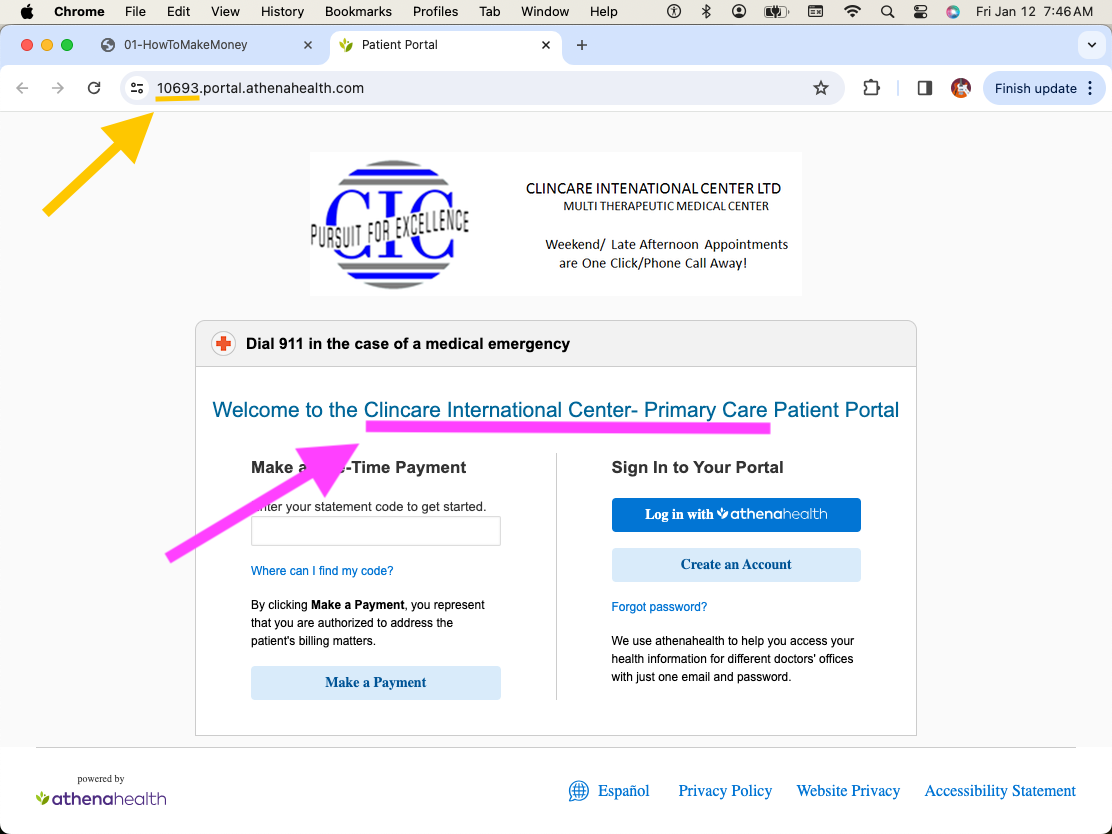 Chrome File Edit View History Bookmarks Profiles Tab Window Help Fri Jan 12 7:46 AM
01-HowToMakeMoney
Patient Portal
10693.portal.athenahealth.com
Finish update
CIC
PURSUIT FOR EXCELLENCE
CLINCARE INTENATIONAL CENTER LTD
MULTI THERAPEUTIC MEDICAL CENTER
Weekend/ Late Afternoon Appointments
are One Click/Phone Call Away!
Dial 911 in the case of a medical emergency
Welcome to the Clincare International Center- Primary Care Patient Portal
Make a -Time Payment
your statement code to get started.
Where can I find my code?
By clicking Make a Payment, you represent
that you are authorized to address the
patient's billing matters.
Make a Payment
Sign In to Your Portal
Log in with athenahealth
Create an Account
Forgot password?
We use athenahealth to help you access your
health information for different doctors' offices
with just one email and password.
powered by
athenahealth
Español Privacy Policy Website Privacy Accessibility Statement